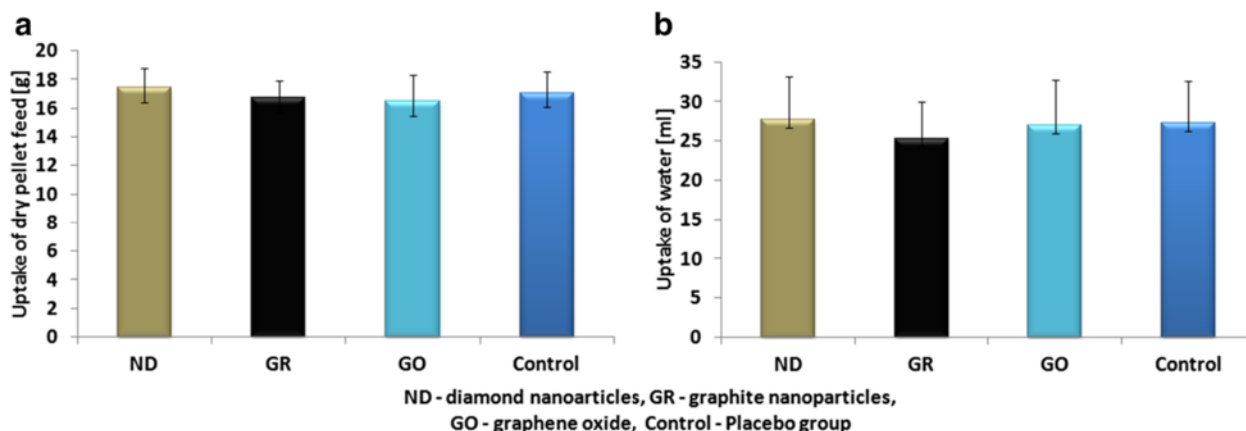 a
Uptake of dry pellet feed [g]
20
18
16
14
12
10
8
6
4
2
0
ND GR GO Control
b
Uptake of water [ml]
35
30
25
20
15
10
5
0
ND GR GO Control
ND - diamond nanoarticles, GR - graphite nanoparticles,
GO - graphene oxide, Control - Placebo group